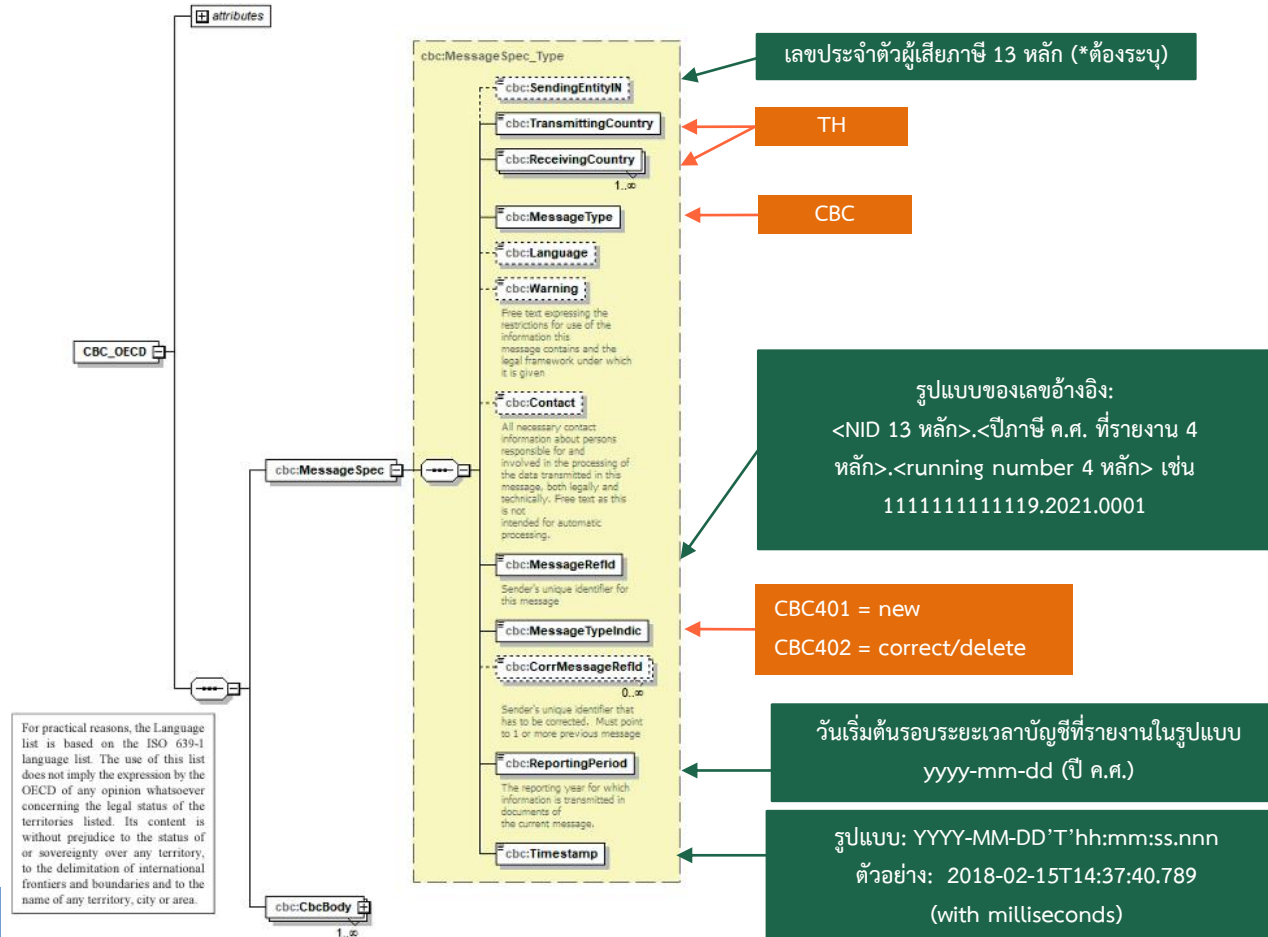 attributes
CBC_OECD
For practical reasons, the Language
list is based on the ISO 639-1
language list. The use of this list
does not imply the expression by the
OECD of any opinion whatsoever
concerning the legal status of the
territories listed. Its content is
without prejudice to the status of
or sovereignty over any territory,
to the delimitation of international
frontiers and boundaries and to the
name of any territory, city or area.
cbc:MessageSpec
cbc:CbcBody
1..∞
cbc:MessageSpec_Type
cbc:SendingEntityIN
cbc:TransmittingCountry
cbc:ReceivingCountry
1..∞
cbc:MessageType
cbc:Language
cbc:Warning
Free text expressing the
restrictions for use of the
information this
message contains and the
legal framework under which
it is given
cbc:Contact
All necessary contact
information about persons
responsible for and
involved in the processing of
the data transmitted in this
message, both legally and
technically. Free text as this
is not
intended for automatic
processing.
cbc:MessageRefId
Sender's unique identifier for
this message
cbc:MessageTypeIndic
cbc:CorrMessageRefId
0..∞
Sender's unique identifier that
has to be corrected. Must point
to 1 or more previous message
cbc:ReportingPeriod
The reporting year for which
information is transmitted in
documents of
the current message.
cbc:Timestamp
เลขประจำตัวผู้เสียภาษี 13 หลัก (*ต้องระบุ)
TH
CBC
รูปแบบของเลขอ้างอิง:
<NID 13 หลัก>.<ปีภาษี ค.ศ. ที่รายงาน 4
หลัก>.<running number 4 หลัก> เช่น
1111111111119.2021.0001
CBC401 = new
CBC402 = correct/delete
วันเริ่มต้นรอบระยะเวลาบัญชีที่รายงานในรูปแบบ
yyyy-mm-dd (ปี ค.ศ.)
รูปแบบ: YYYY-MM-DD’T’hh:mm:ss.nnn
ตัวอย่าง: 2018-02-15T14:37:40.789
(with milliseconds)